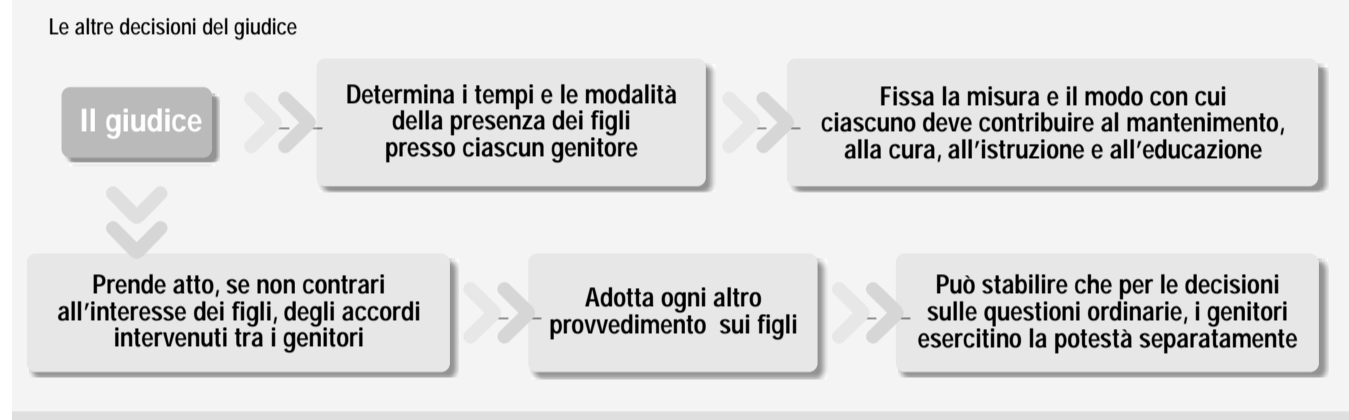 Le altre decisioni del giudice
Il giudice
Determina i tempi e le modalità
della presenza dei figli
presso ciascun genitore
Fissa la misura e il modo con cui
ciascuno deve contribuire al mantenimento,
alla cura, all'istruzione e all'educazione
Prende atto, se non contrari
all'interesse dei figli, degli accordi
intervenuti tra i genitori
Adotta ogni altro
provvedimento sui figli
Può stabilire che per le decisioni
sulle questioni ordinarie, i genitori
esercitino la potestà separatamente